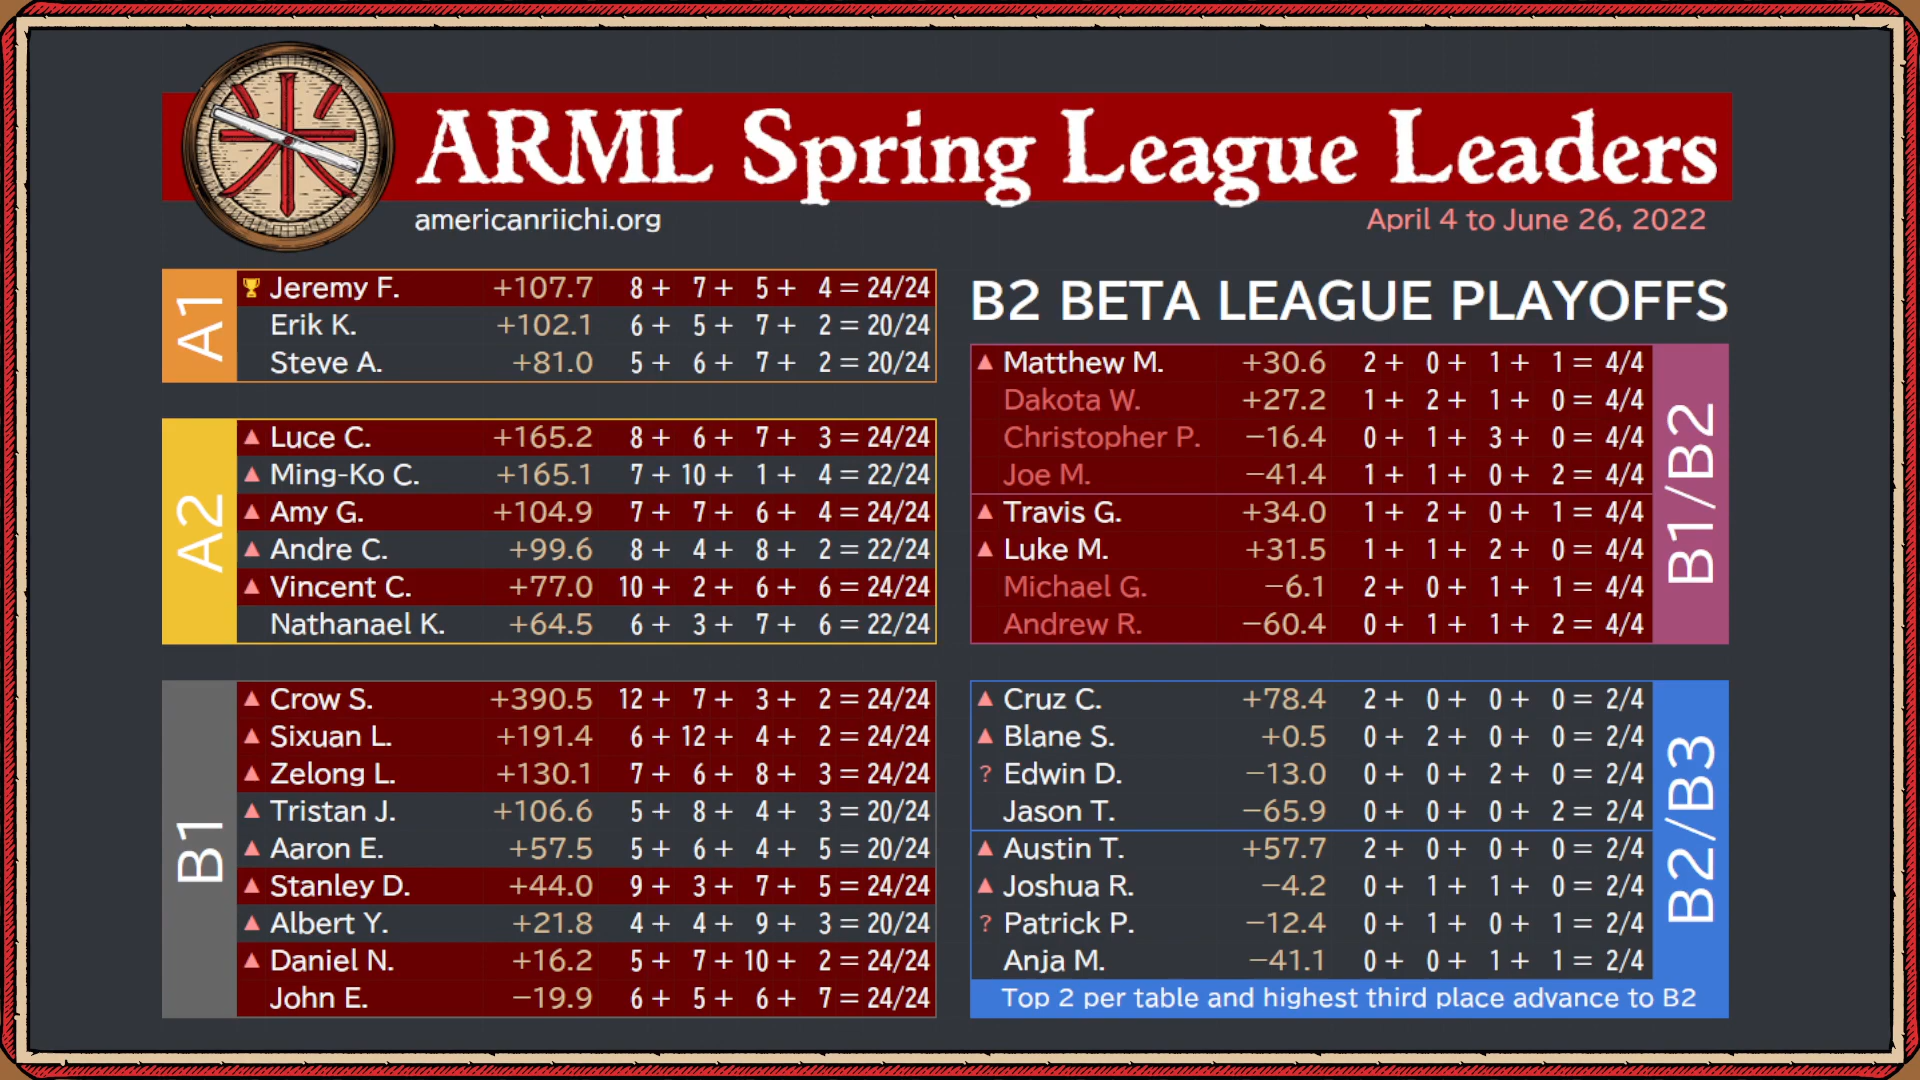 ARML Spring League Leaders
americanriichi.org
April 4 to June 26, 2022
A1
Jeremy F. +107.7 8 + 7 + 5 + 4 = 24/24
Erik K. +102.1 6 + 5 + 7 + 2 = 20/24
Steve A. +81.0 5 + 6 + 7 + 2 = 20/24
A2
▲ Luce C. +165.2 8 + 6 + 7 + 3 = 24/24
▲ Ming-Ko C. +165.1 7 + 10 + 1 + 4 = 22/24
▲ Amy G. +104.9 7 + 7 + 6 + 4 = 24/24
▲ Andre C. +99.6 8 + 4 + 8 + 2 = 22/24
▲ Vincent C. +77.0 10 + 2 + 6 + 6 = 24/24
Nathanael K. +64.5 6 + 3 + 7 + 6 = 22/24
B1
▲ Crow S. +390.5 12 + 7 + 3 + 2 = 24/24
▲ Sixuan L. +191.4 6 + 12 + 4 + 2 = 24/24
▲ Zelong L. +130.1 7 + 6 + 8 + 3 = 24/24
▲ Tristan J. +106.6 5 + 8 + 4 + 3 = 20/24
▲ Aaron E. +57.5 5 + 6 + 4 + 5 = 20/24
▲ Stanley D. +44.0 9 + 3 + 7 + 5 = 24/24
▲ Albert Y. +21.8 4 + 4 + 9 + 3 = 20/24
▲ Daniel N. +16.2 5 + 7 + 10 + 2 = 24/24
John E. −19.9 6 + 5 + 6 + 7 = 24/24
B2 BETA LEAGUE PLAYOFFS
▲ Matthew M. +30.6 2 + 0 + 1 + 1 = 4/4
Dakota W. +27.2 1 + 2 + 1 + 0 = 4/4
Christopher P. −16.4 0 + 1 + 3 + 0 = 4/4
Joe M. −41.4 1 + 1 + 0 + 2 = 4/4
▲ Travis G. +34.0 1 + 2 + 0 + 1 = 4/4
▲ Luke M. +31.5 1 + 1 + 2 + 0 = 4/4
Michael G. −6.1 2 + 0 + 1 + 1 = 4/4
Andrew R. −60.4 0 + 1 + 1 + 2 = 4/4
B1/B2
▲ Cruz C. +78.4 2 + 0 + 0 + 0 = 2/4
▲ Blane S. +0.5 0 + 2 + 0 + 0 = 2/4
? Edwin D. −13.0 0 + 0 + 2 + 0 = 2/4
Jason T. −65.9 0 + 0 + 0 + 2 = 2/4
▲ Austin T. +57.7 2 + 0 + 0 + 0 = 2/4
▲ Joshua R. −4.2 0 + 1 + 1 + 0 = 2/4
? Patrick P. −12.4 0 + 1 + 0 + 1 = 2/4
Anja M. −41.1 0 + 0 + 1 + 1 = 2/4
B2/B3
Top 2 per table and highest third place advance to B2